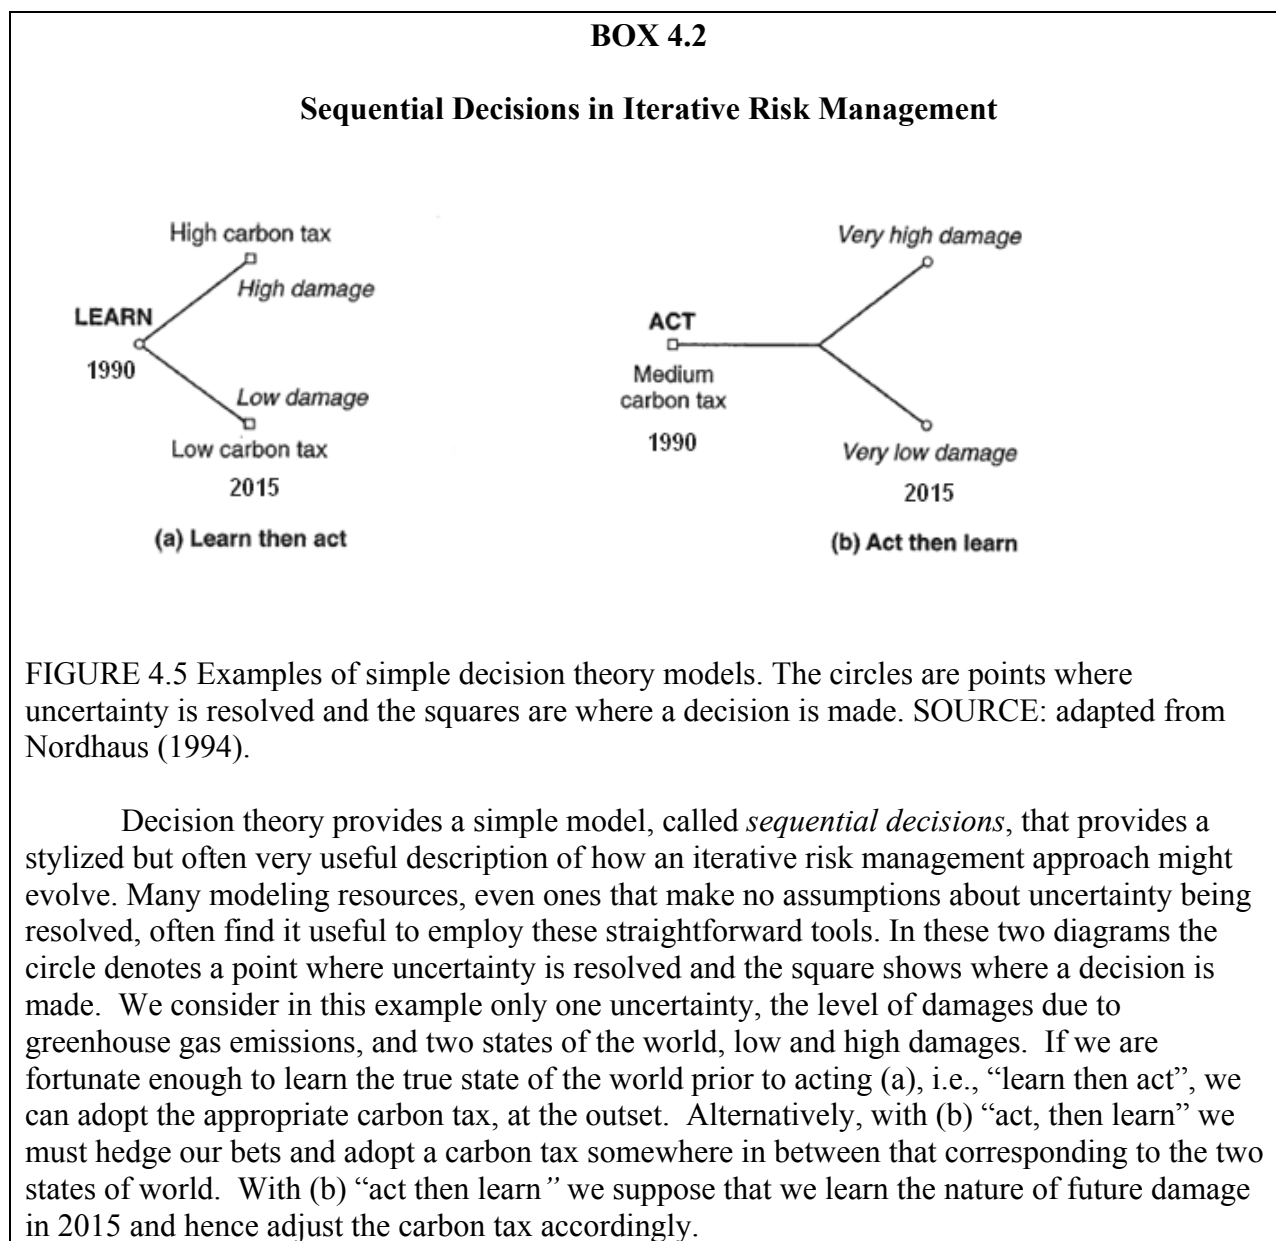 BOX 4.2
Sequential Decisions in Iterative Risk Management
High carbon tax
High damage
LEARN
1990
Low damage
Low carbon tax
2015
(a) Learn then act
Very high damage
ACT
Medium
carbon tax
1990
Very low damage
2015
(b) Act then learn
FIGURE 4.5 Examples of simple decision theory models. The circles are points where
uncertainty is resolved and the squares are where a decision is made. SOURCE: adapted from
Nordhaus (1994).
Decision theory provides a simple model, called sequential decisions, that provides a
stylized but often very useful description of how an iterative risk management approach might
evolve. Many modeling resources, even ones that make no assumptions about uncertainty being
resolved, often find it useful to employ these straightforward tools. In these two diagrams the
circle denotes a point where uncertainty is resolved and the square shows where a decision is
made.  We consider in this example only one uncertainty, the level of damages due to
greenhouse gas emissions, and two states of the world, low and high damages.  If we are
fortunate enough to learn the true state of the world prior to acting (a), i.e., “learn then act”, we
can adopt the appropriate carbon tax, at the outset.  Alternatively, with (b) “act, then learn” we
must hedge our bets and adopt a carbon tax somewhere in between that corresponding to the two
states of world.  With (b) “act then learn” we suppose that we learn the nature of future damage
in 2015 and hence adjust the carbon tax accordingly.